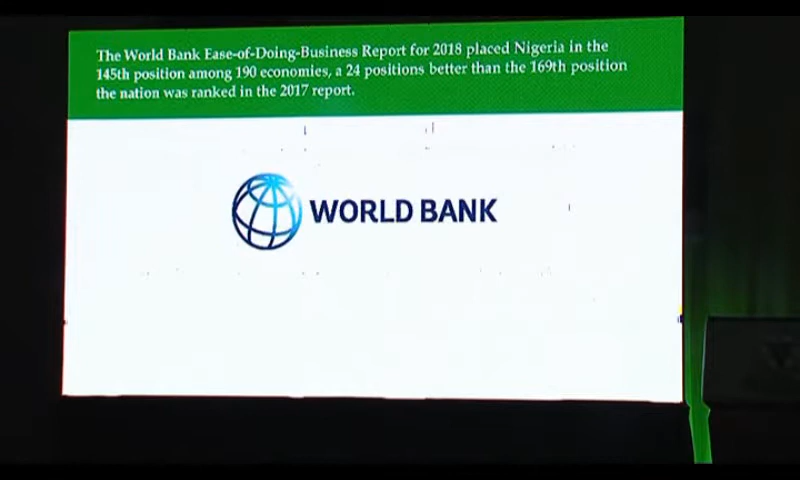 The World Bank Ease-of-Doing-Business Report for 2018 placed Nigeria in the
145th position among 190 economies, a 24 positions better than the 169th position
the nation was ranked in the 2017 report.
WORLD BANK